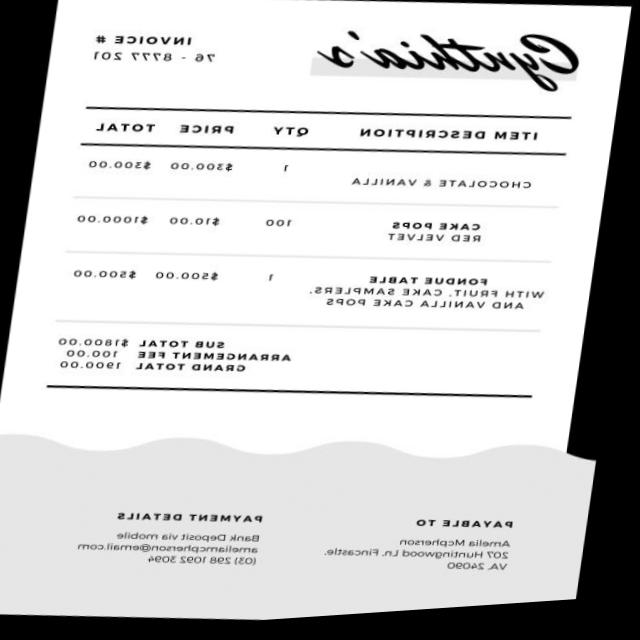 Cynthia's
INVOICE #
76 - 8777 201
ITEM DESCRIPTION QTY PRICE TOTAL
CHOCOLATE & VANILLA 1 $300.00 $300.00
CAKE POPS 100 $10.00 $1000.00
RED VELVET
FONDUE TABLE 1 $500.00 $500.00
WITH FRUIT, CAKE SAMPLERS,
AND VANILLA CAKE POPS
SUB TOTAL $1800.00
ARRANGEMENT FEE 100.00
GRAND TOTAL 1900.00
PAYABLE TO
Amelia Mcpherson
207 Huntingwood Ln. Fincastle,
VA, 24090
PAYMENT DETAILS
Bank Deposit via mobile
ameliamcpherson@email.com
(03) 298 1092 3094